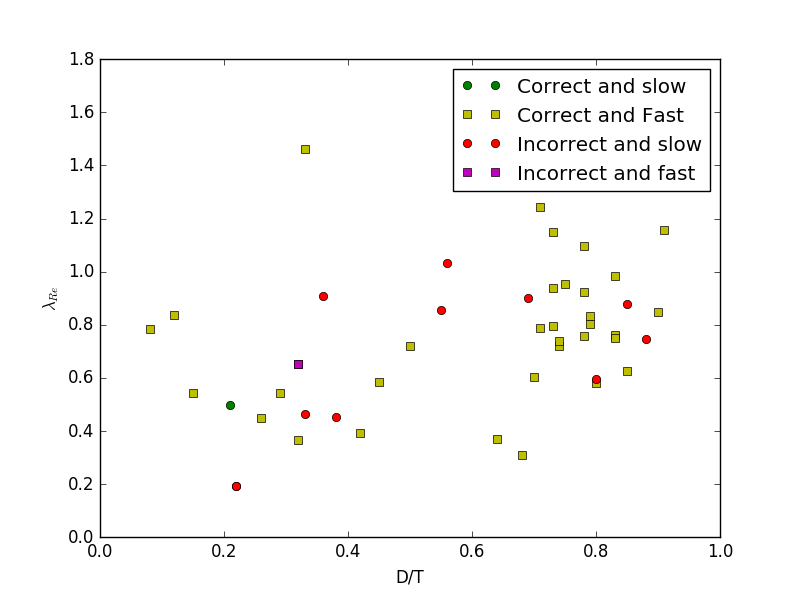 1.8
1.6
1.4
1.2
1.0
0.8
0.6
0.4
0.2
0.0
λRe
Correct and slow
Correct and Fast
Incorrect and slow
Incorrect and fast
0.0 0.2 0.4 0.6 0.8 1.0
D/T